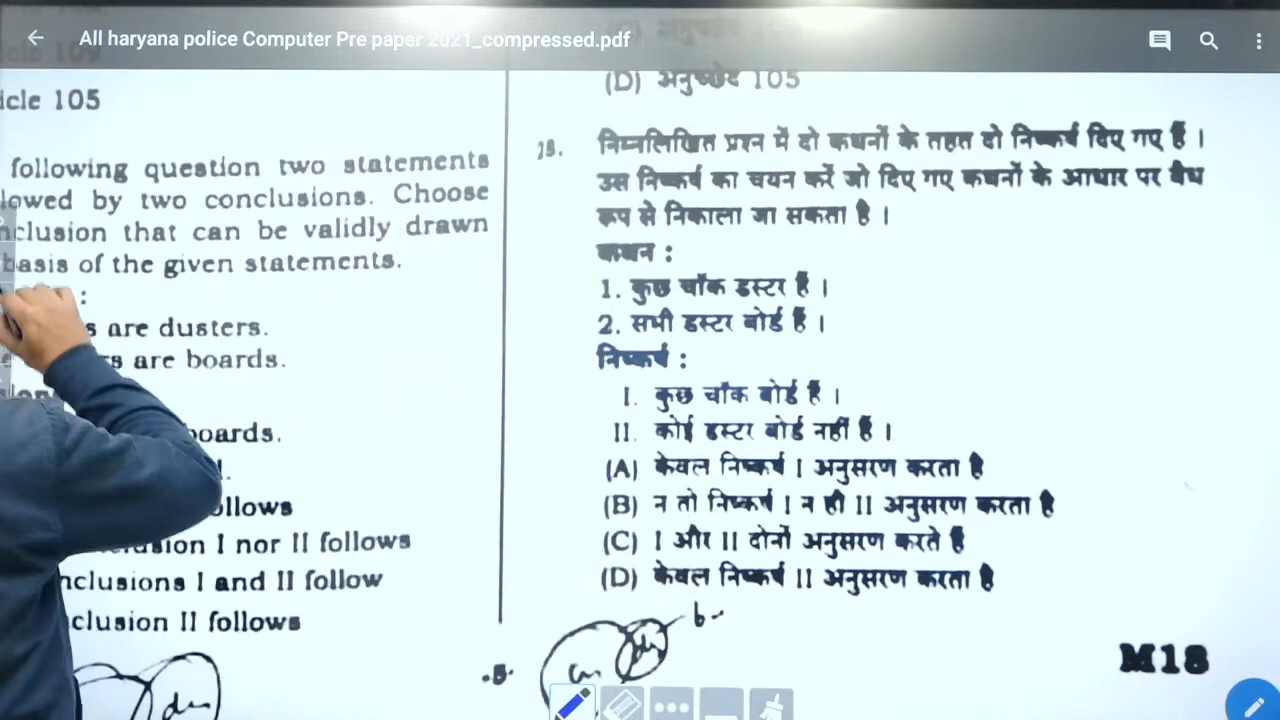 All haryana police Computer Pre paper 2021_compressed.pdf
icle 105
following question two statements
lowed by two conclusions. Choose
nclusion that can be validly drawn
basis of the given statements.
:
s are dusters.
s are boards.
boards.
ollows
usion I nor II follows
nclusions I and II follow
clusion II follows
du
(D) अनुच्छेद 105
निम्नलिखित प्रश्न में दो कथनों के तहत दो निष्कर्ष दिए गए हैं ।
उस निष्कर्ष का चयन करें जो दिए गए कथनों के आधार पर वैध
रूप से निकाला जा सकता है ।
कथन :
1. कुछ चॉक डस्टर हैं ।
2. सभी डस्टर बोर्ड हैं ।
निष्कर्ष :
I. कुछ चॉक बोर्ड हैं ।
II. कोई डस्टर बोर्ड नहीं हैं ।
(A) केवल निष्कर्ष I अनुसरण करता है
(B) न तो निष्कर्ष I न ही II अनुसरण करता है
(C) I और II दोनों अनुसरण करते हैं
(D) केवल निष्कर्ष II अनुसरण करता है
M18